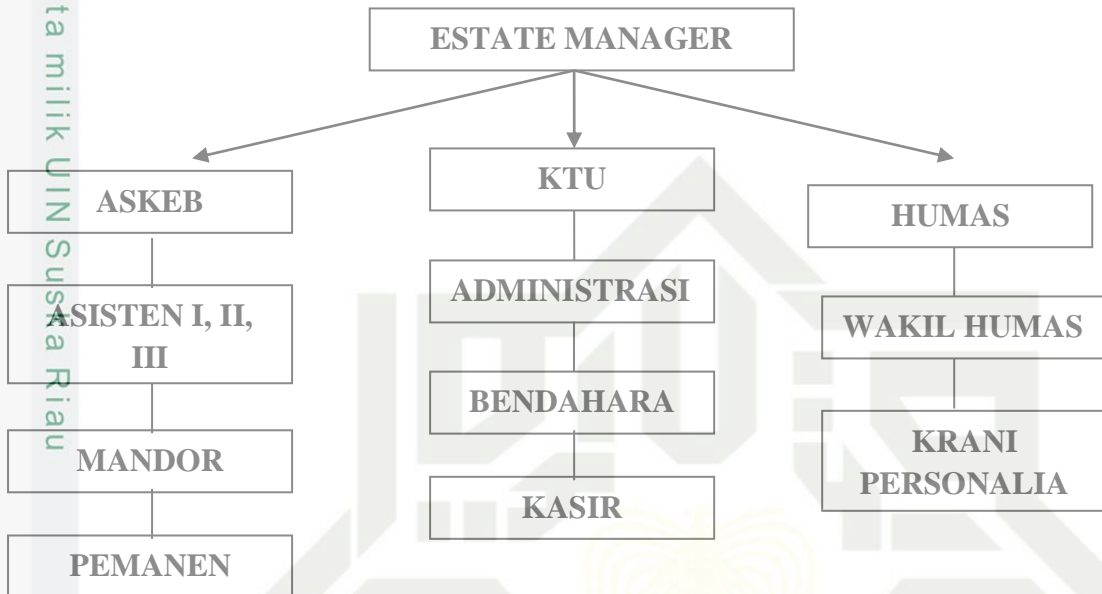 ta milik UIN Suska Riau
ESTATE MANAGER
ASKEB
ASISTEN I, II,
III
MANDOR
PEMANEN
KTU
ADMINISTRASI
BENDAHARA
KASIR
HUMAS
WAKIL HUMAS
KRANI
PERSONALIA